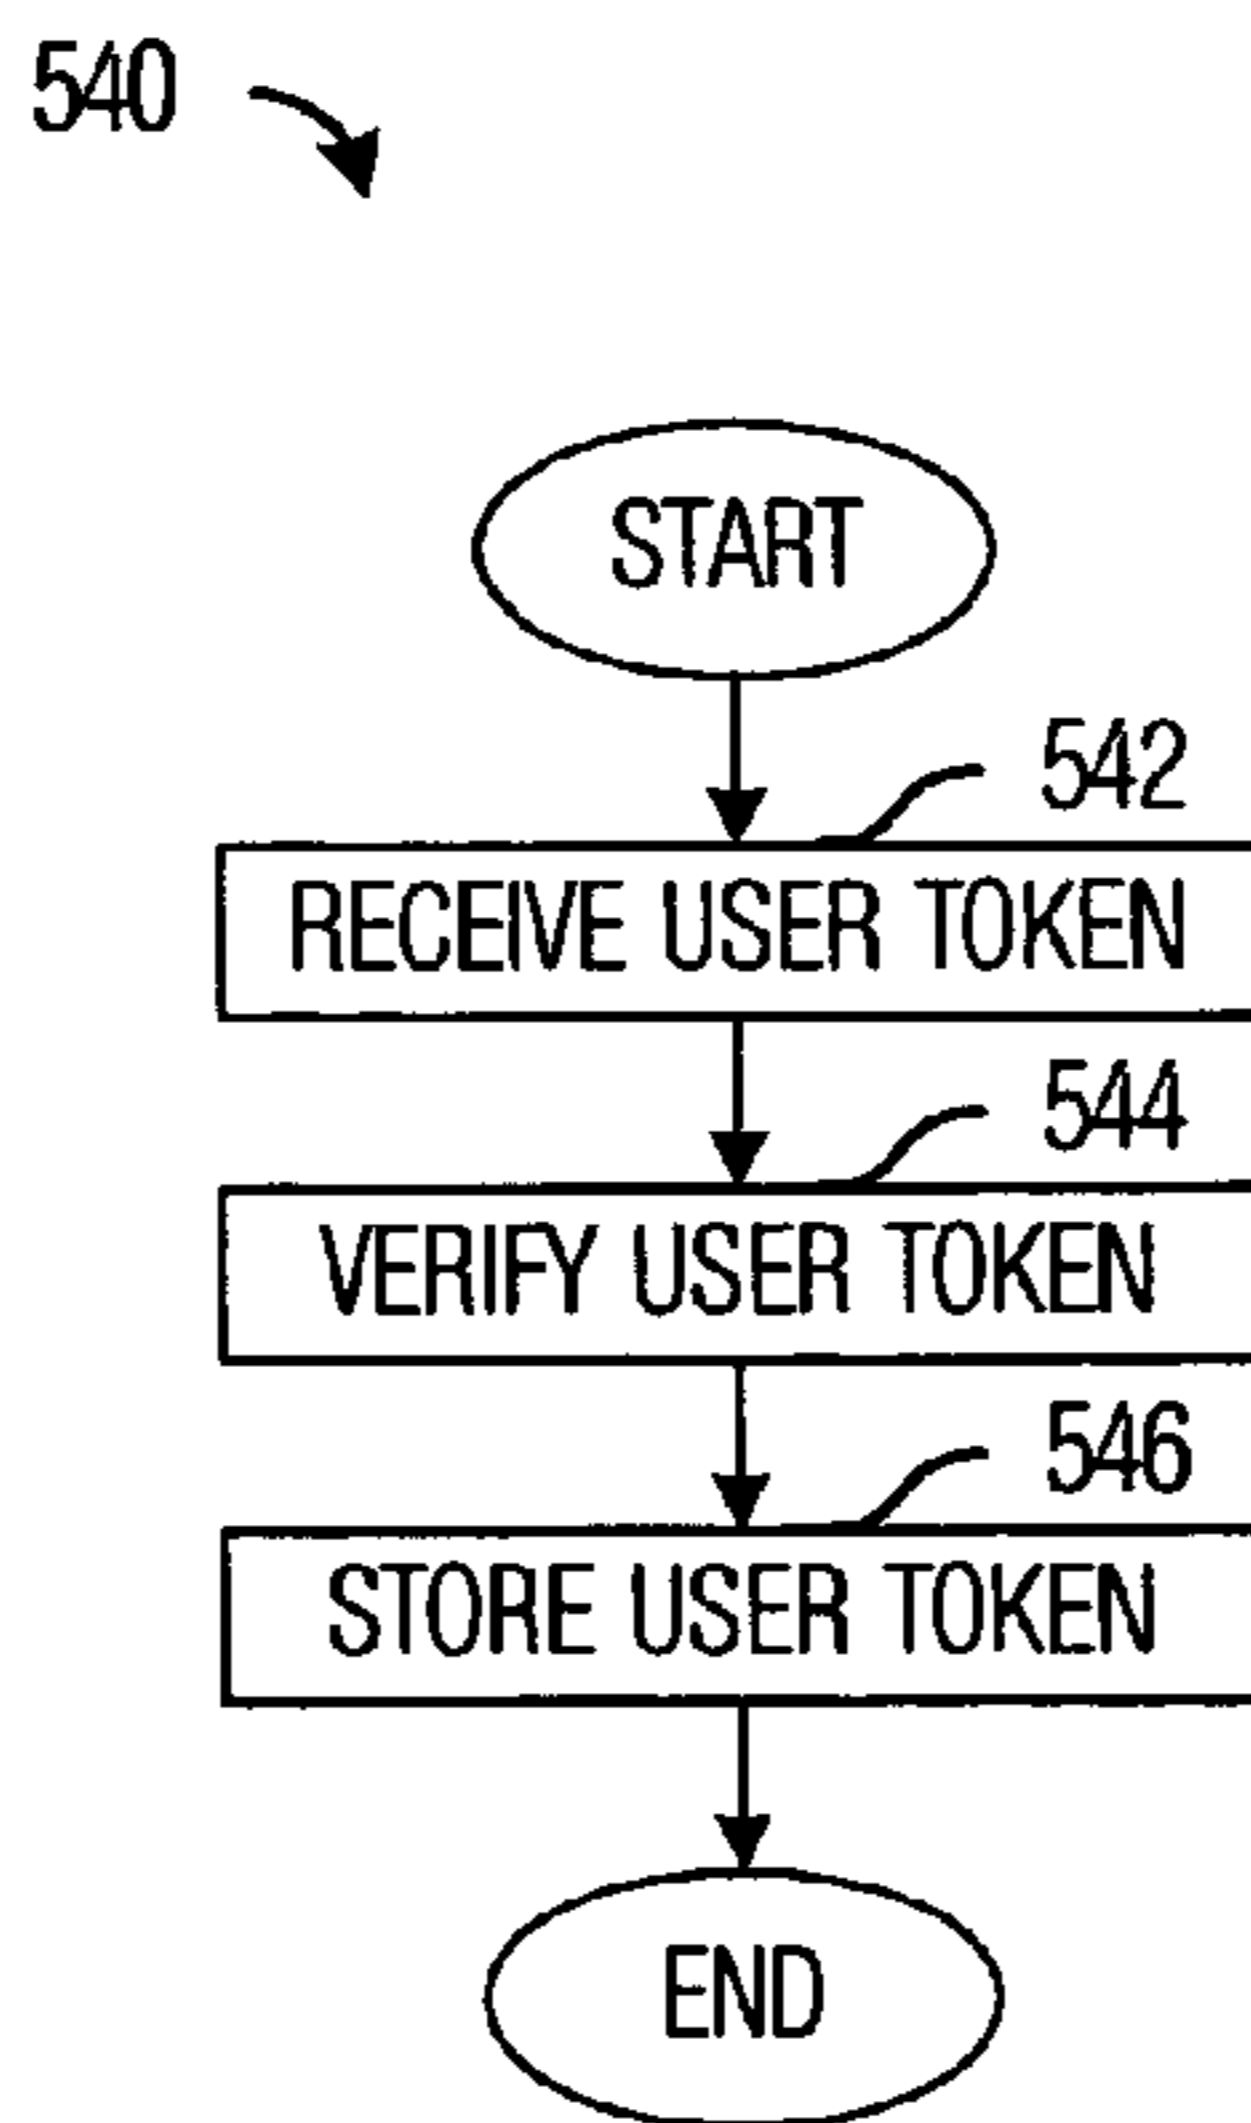 540
START
542
RECEIVE USER TOKEN
544
VERIFY USER TOKEN
546
STORE USER TOKEN
END